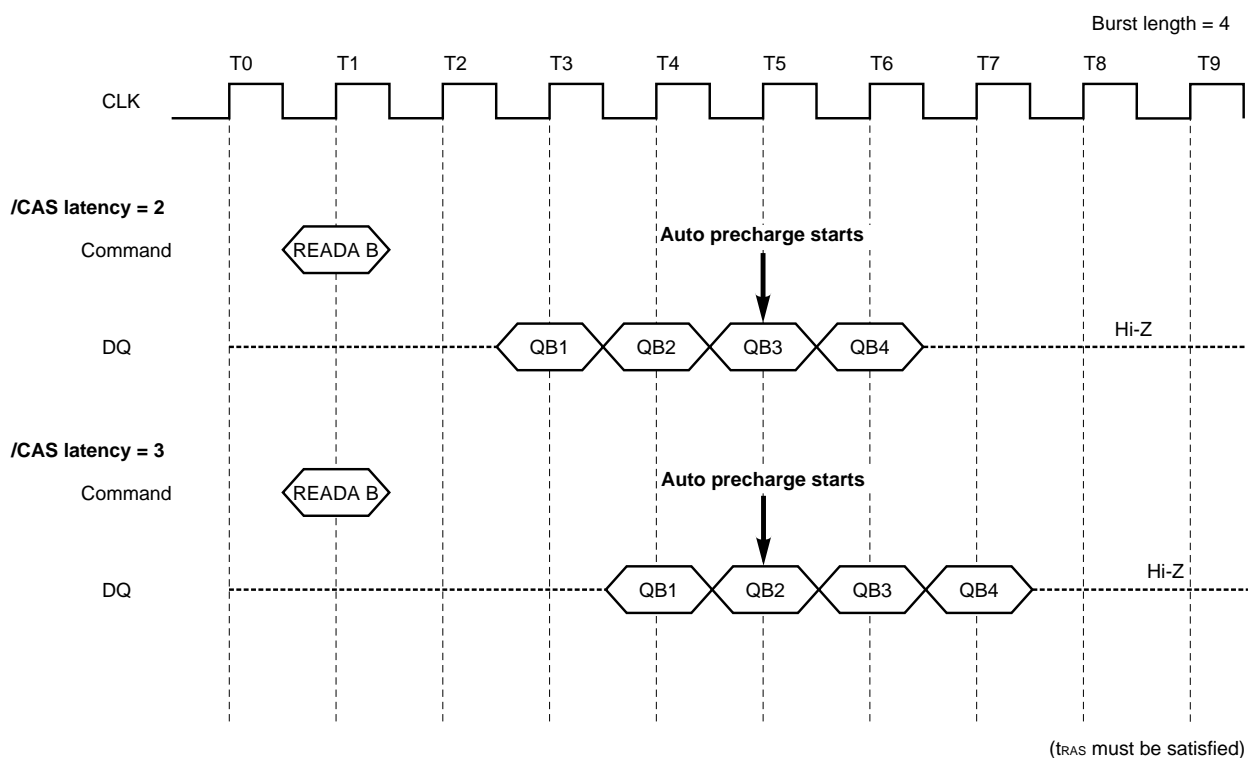 Burst length = 4
T0 T1 T2 T3 T4 T5 T6 T7 T8 T9
CLK
/CAS latency = 2
Command READA B Auto precharge starts
DQ QB1 QB2 QB3 QB4 Hi-Z
/CAS latency = 3
Command READA B Auto precharge starts
DQ QB1 QB2 QB3 QB4 Hi-Z
(tRAS must be satisfied)